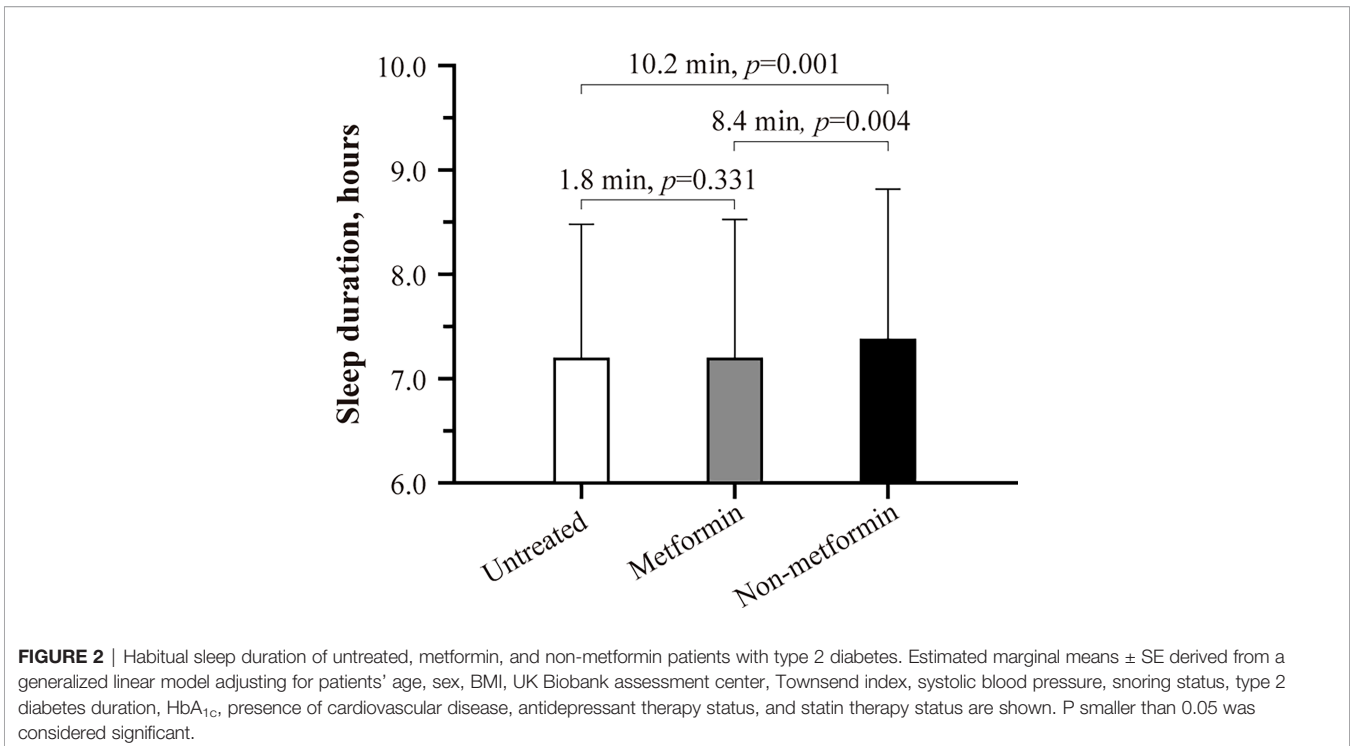 10.2 min, p=0.001
8.4 min, p=0.004
1.8 min, p=0.331
Sleep duration, hours
10.0
9.0
8.0
7.0
6.0
Untreated
Metformin
Non-metformin
FIGURE 2 | Habitual sleep duration of untreated, metformin, and non-metformin patients with type 2 diabetes. Estimated marginal means ± SE derived from a
generalized linear model adjusting for patients’ age, sex, BMI, UK Biobank assessment center, Townsend index, systolic blood pressure, snoring status, type 2
diabetes duration, HbA1c, presence of cardiovascular disease, antidepressant therapy status, and statin therapy status are shown. P smaller than 0.05 was
considered significant.